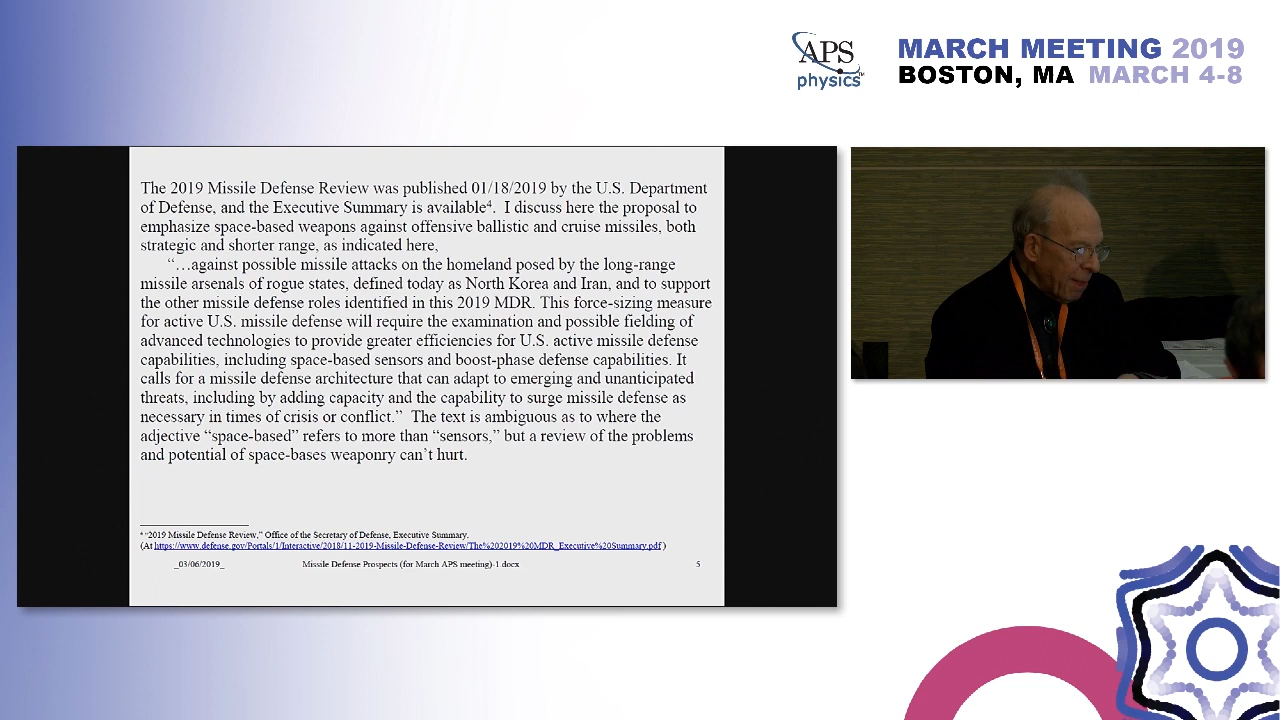 APS
physics™
MARCH MEETING 2019
BOSTON, MA MARCH 4-8
The 2019 Missile Defense Review was published 01/18/2019 by the U.S. Department
of Defense, and the Executive Summary is available⁴. I discuss here the proposal to
emphasize space-based weapons against offensive ballistic and cruise missiles, both
strategic and shorter range, as indicated here,
“…against possible missile attacks on the homeland posed by the long-range
missile arsenals of rogue states, defined today as North Korea and Iran, and to support
the other missile defense roles identified in this 2019 MDR. This force-sizing measure
for active U.S. missile defense will require the examination and possible fielding of
advanced technologies to provide greater efficiencies for U.S. active missile defense
capabilities, including space-based sensors and boost-phase defense capabilities. It
calls for a missile defense architecture that can adapt to emerging and unanticipated
threats, including by adding capacity and the capability to surge missile defense as
necessary in times of crisis or conflict.” The text is ambiguous as to where the
adjective “space-based” refers to more than “sensors,” but a review of the problems
and potential of space-bases weaponry can’t hurt.
⁴ “2019 Missile Defense Review,” Office of the Secretary of Defense, Executive Summary.
(At https://www.defense.gov/Portals/1/Interactive/2018/11-2019-Missile-Defense-Review/The%202019%20MDR_Executive%20Summary.pdf )
_03/06/2019_ Missile Defense Prospects (for March APS meeting)-1.docx 5